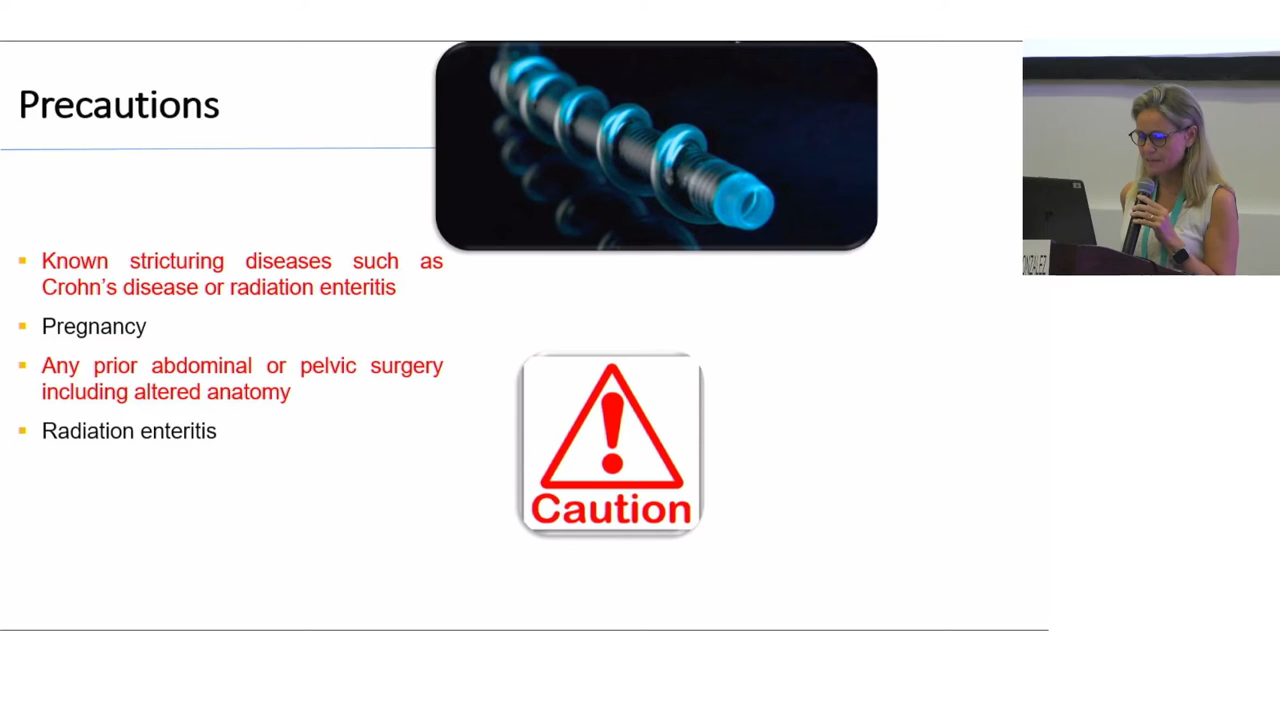 Precautions
Known stricturing diseases such as
Crohn's disease or radiation enteritis
Pregnancy
Any prior abdominal or pelvic surgery
including altered anatomy
Radiation enteritis
Caution
ONZALEZ